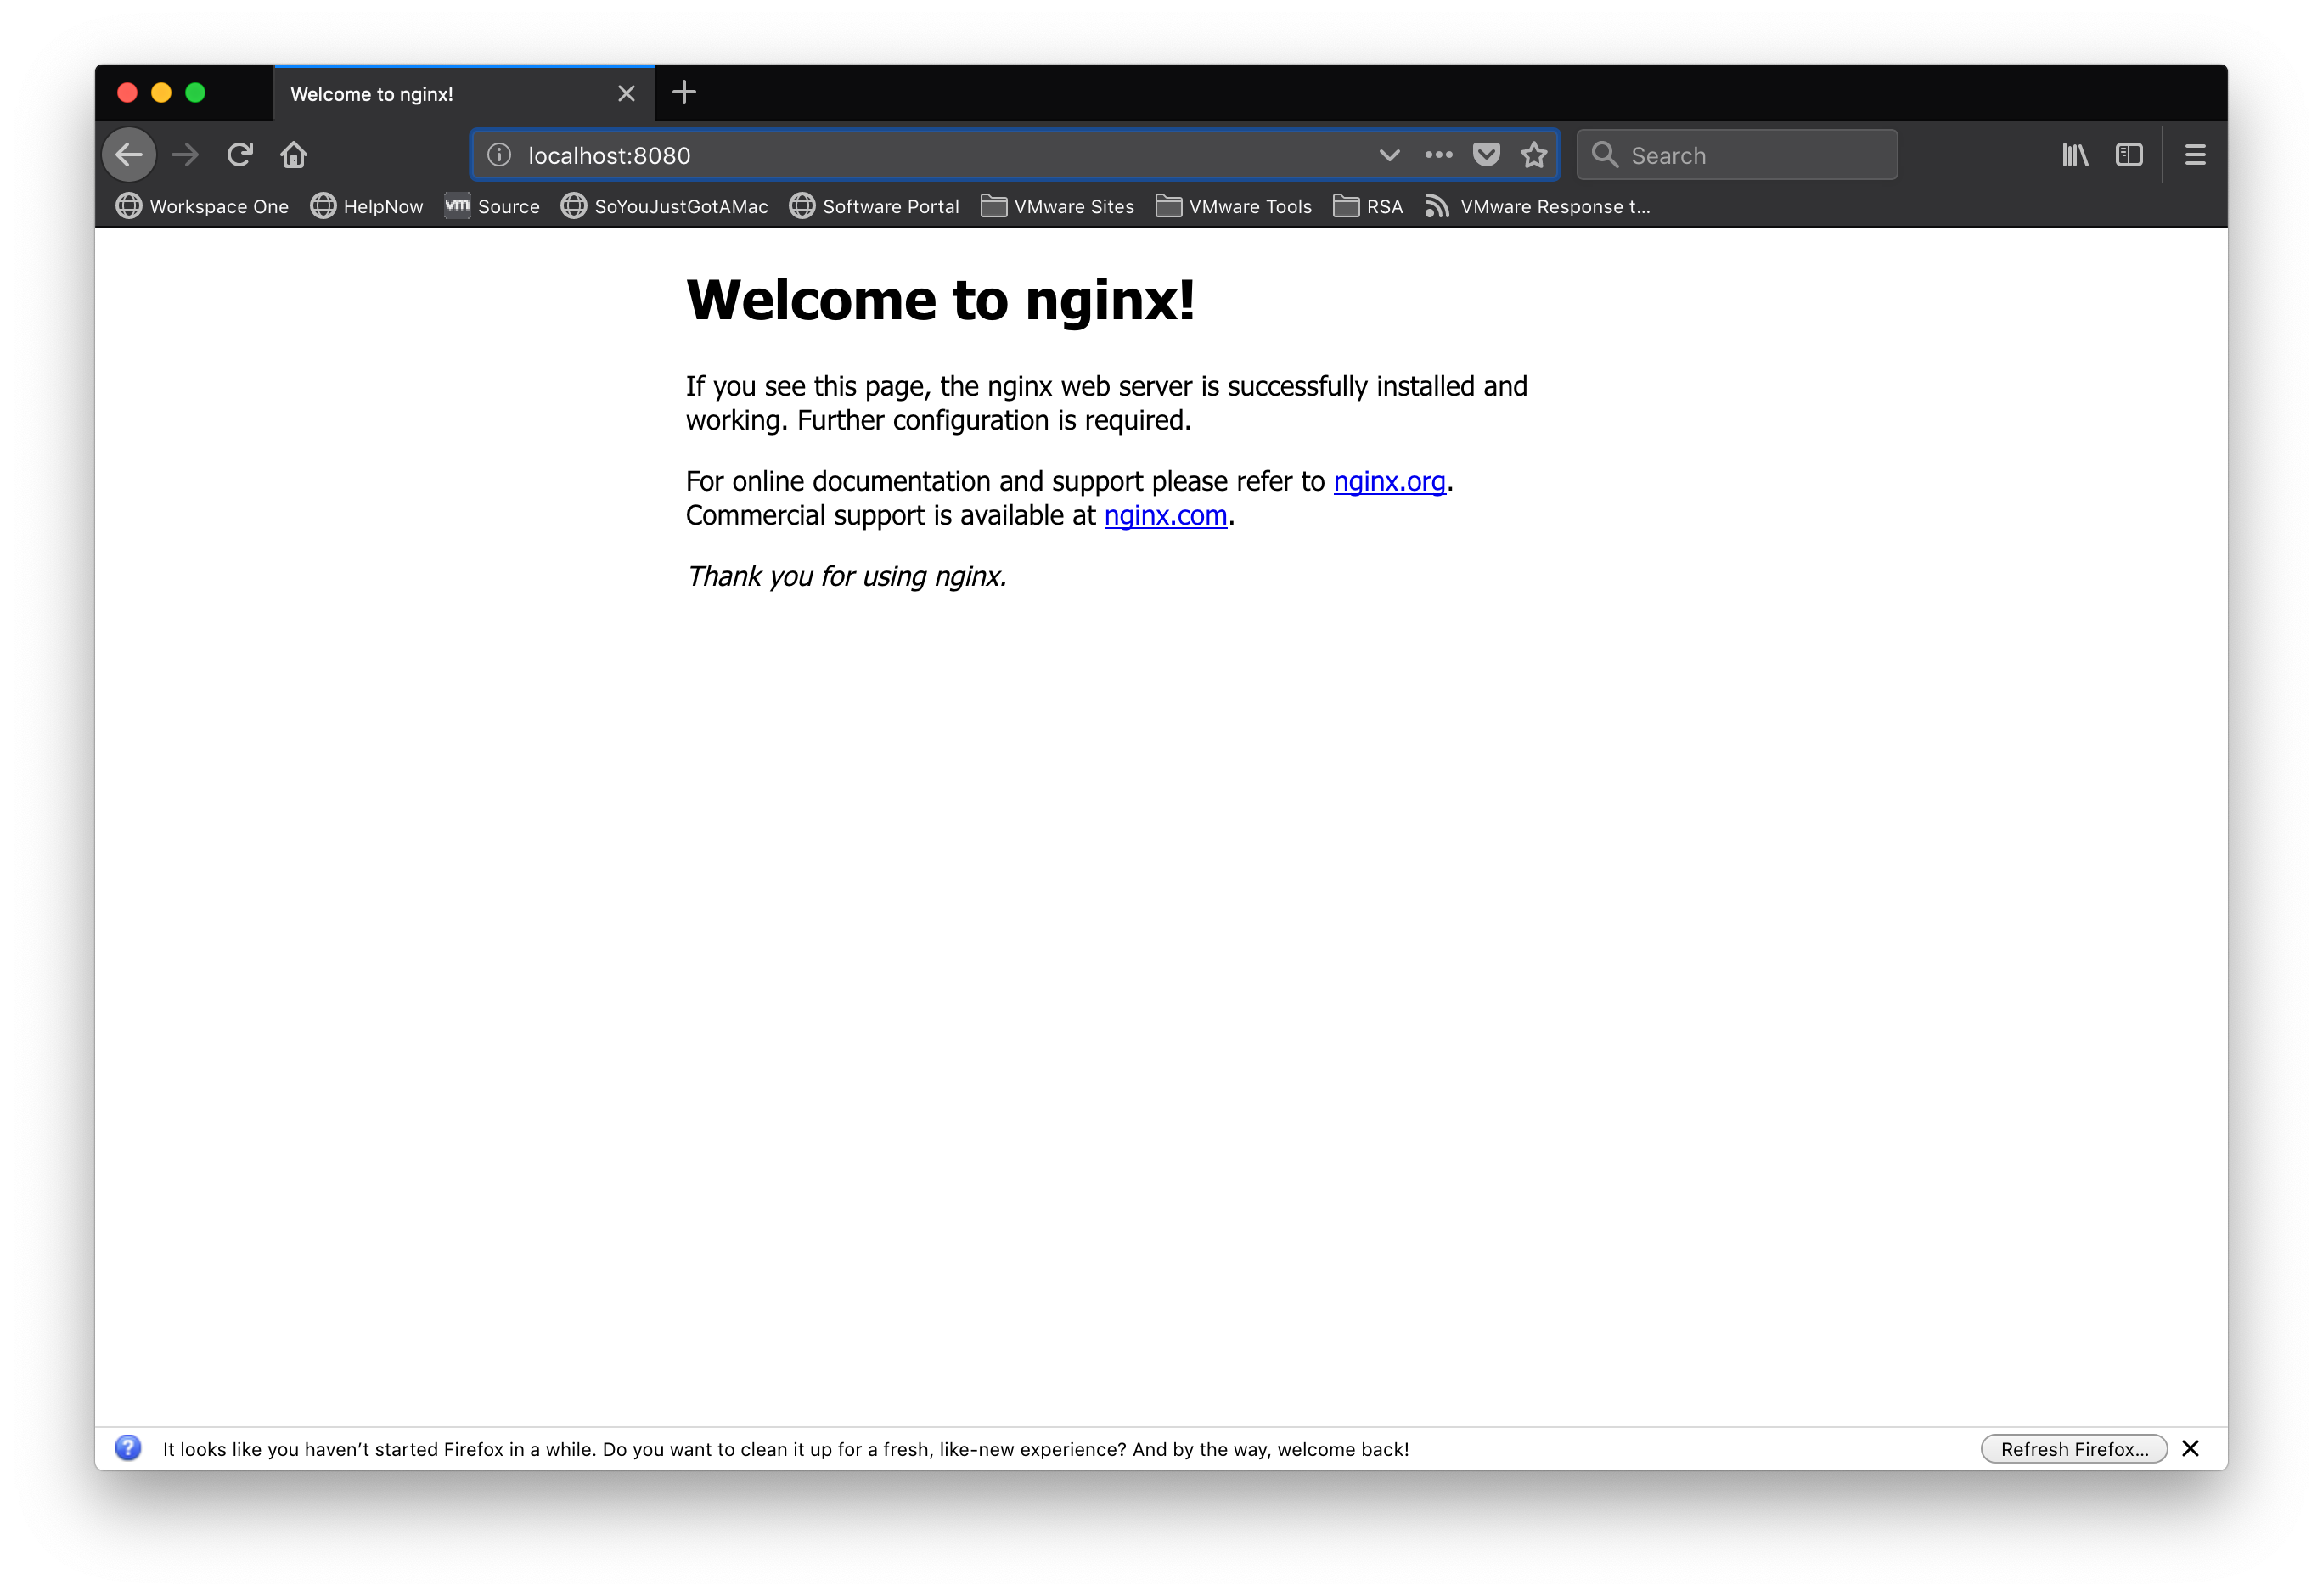 Welcome to nginx!
localhost:8080
Search
Workspace One HelpNow vm Source SoYouJustGotAMac Software Portal VMware Sites VMware Tools RSA VMware Response t...
Welcome to nginx!
If you see this page, the nginx web server is successfully installed and
working. Further configuration is required.
For online documentation and support please refer to nginx.org.
Commercial support is available at nginx.com.
Thank you for using nginx.
It looks like you haven’t started Firefox in a while. Do you want to clean it up for a fresh, like-new experience? And by the way, welcome back! Refresh Firefox...